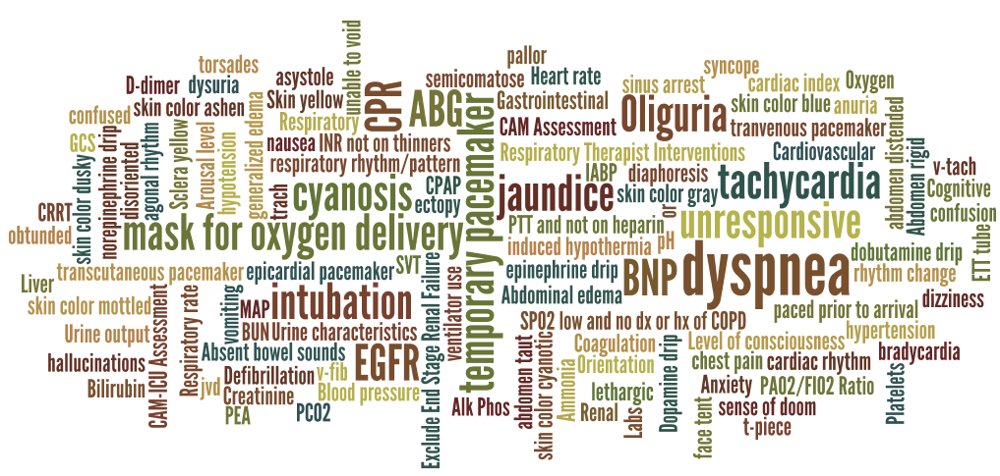 torsades
unable to void
pallor
syncope
D-dimer
dysuria
asystole
semicomatose
Heart rate
sinus arrest
cardiac index
Oxygen
skin color ashen
Skin yellow
CPR
ABG
Gastrointestinal
Oliguria
skin color blue
anuria
confused
Respiratory
CAM Assessment
tranvenous pacemaker
GCS
norepinephrine drip
disoriented
agonal rhythm
Sclera yellow
Arousal level
hypotension
generalized edema
nausea
INR not on thinners
Respiratory Therapist Interventions
Cardiovascular
abdomen distended
Abdomen rigid
respiratory rhythm/pattern
IABP
diaphoresis
tachycardia
v-tach
Cognitive
skin color dusky
trach
cyanosis
CPAP
ectopy
temporary pacemaker
jaundice
skin color gray
confusion
CRRT
obtunded
mask for oxygen delivery
PTT and not on heparin
or
unresponsive
ETT tube
induced hypothermia
pH
dobutamine drip
transcutaneous pacemaker
epicardial pacemaker
SVT
epinephrine drip
BNP
dyspnea
rhythm change
Liver
skin color mottled
CAM-ICU Assessment
Respiratory rate
vomiting
MAP
intubation
Exclude End Stage Renal Failure
ventilator use
Abdominal edema
paced prior to arrival
dizziness
Urine output
BUN
Urine characteristics
SPO2 low and no dx or hx of COPD
hypertension
hallucinations
Absent bowel sounds
EGFR
abdomen taut
skin color cyanotic
Coagulation
Dopamine drip
Level of consciousness
bradycardia
Bilirubin
jvd
Defibrillation
v-fib
Ammonia
Orientation
chest pain
cardiac rhythm
Platelets
Creatinine
Blood pressure
lethargic
Anxiety
PAO2/FIO2 Ratio
PEA
PCO2
Alk Phos
Renal
Labs
face tent
sense of doom
t-piece